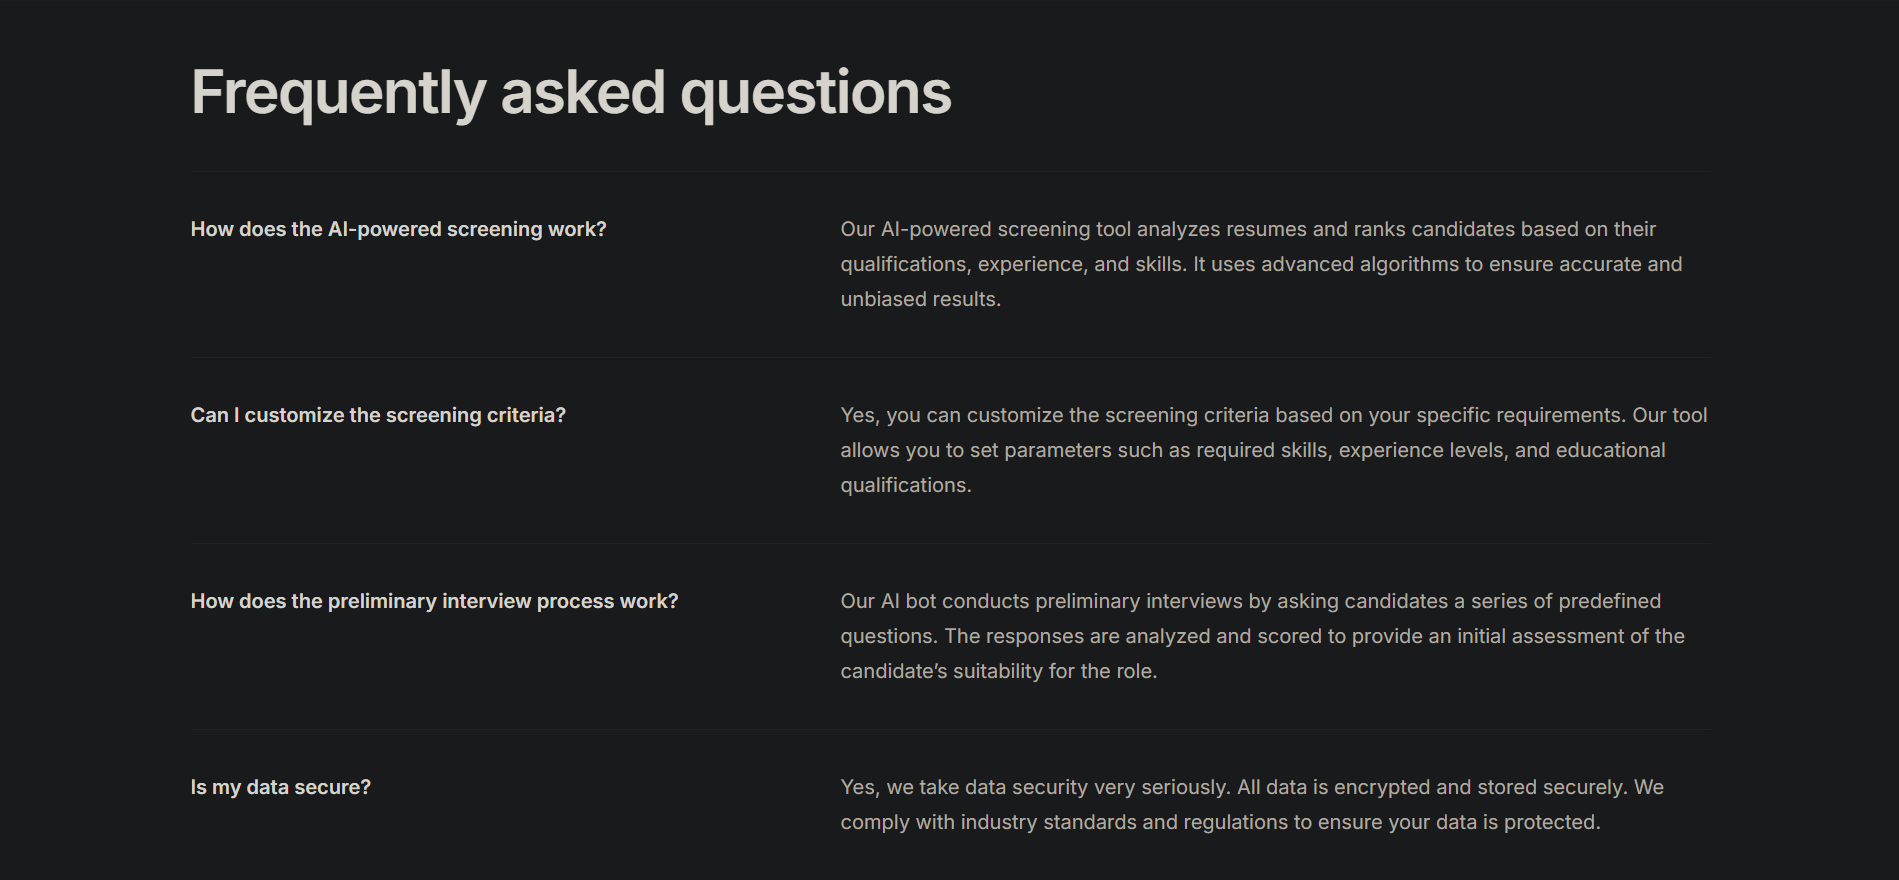 Frequently asked questions
How does the AI-powered screening work?
Our AI-powered screening tool analyzes resumes and ranks candidates based on their
qualifications, experience, and skills. It uses advanced algorithms to ensure accurate and
unbiased results.
Can I customize the screening criteria?
Yes, you can customize the screening criteria based on your specific requirements. Our tool
allows you to set parameters such as required skills, experience levels, and educational
qualifications.
How does the preliminary interview process work?
Our AI bot conducts preliminary interviews by asking candidates a series of predefined
questions. The responses are analyzed and scored to provide an initial assessment of the
candidate’s suitability for the role.
Is my data secure?
Yes, we take data security very seriously. All data is encrypted and stored securely. We
comply with industry standards and regulations to ensure your data is protected.